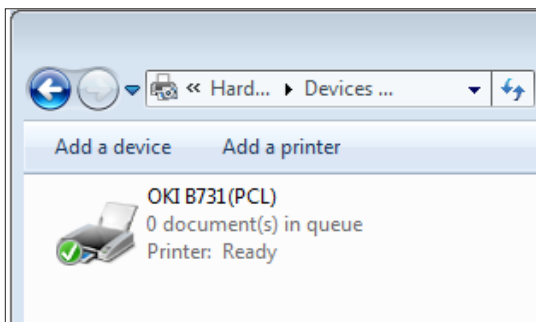 « Hard... ▸ Devices ...
Add a device Add a printer
OKI B731(PCL)
0 document(s) in queue
Printer: Ready